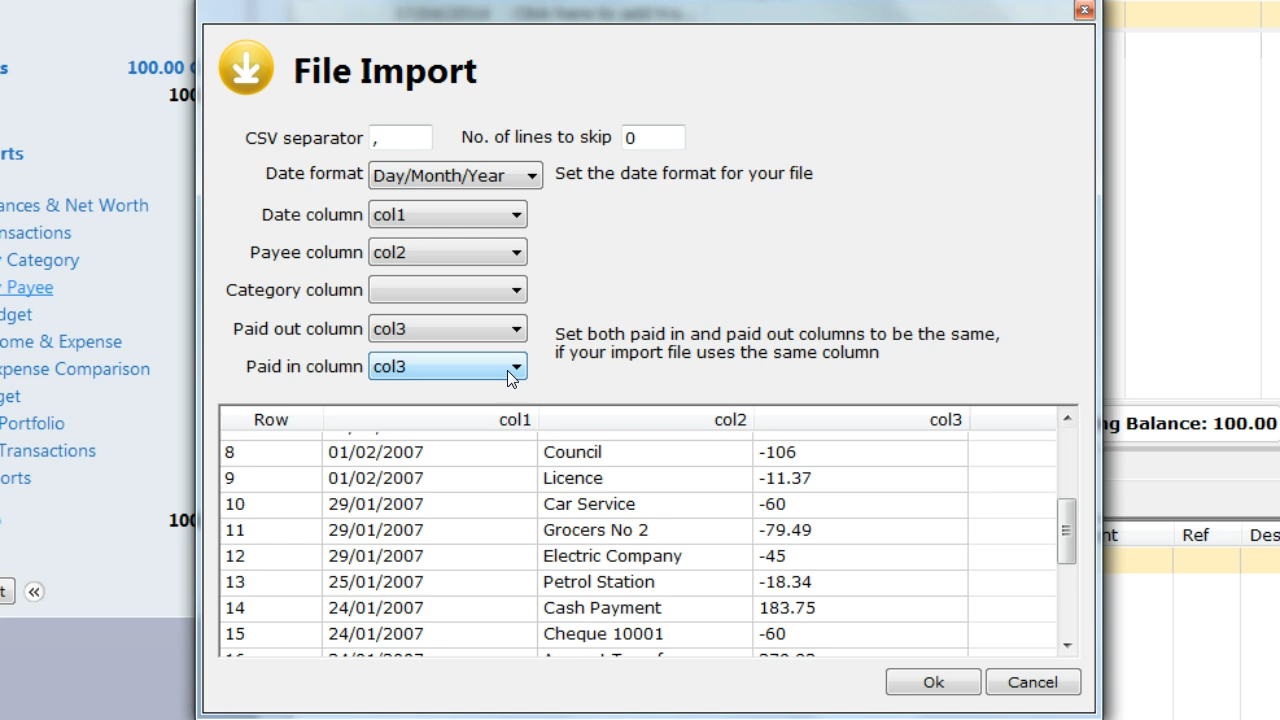 s 100.00
100
rts
ances & Net Worth
nsactions
Category
Payee
dget
ome & Expense
xpense Comparison
get
Portfolio
Transactions
orts
100
t «
File Import
CSV separator , No. of lines to skip 0
Date format Day/Month/Year Set the date format for your file
Date column col1
Payee column col2
Category column
Paid out column col3
Paid in column col3
Set both paid in and paid out columns to be the same,
if your import file uses the same column
Row col1 col2 col3
8 01/02/2007 Council -106
9 01/02/2007 Licence -11.37
10 29/01/2007 Car Service -60
11 29/01/2007 Grocers No 2 -79.49
12 29/01/2007 Electric Company -45
13 25/01/2007 Petrol Station -18.34
14 24/01/2007 Cash Payment 183.75
15 24/01/2007 Cheque 10001 -60
Ok Cancel
ng Balance: 100.00
nt Ref Des